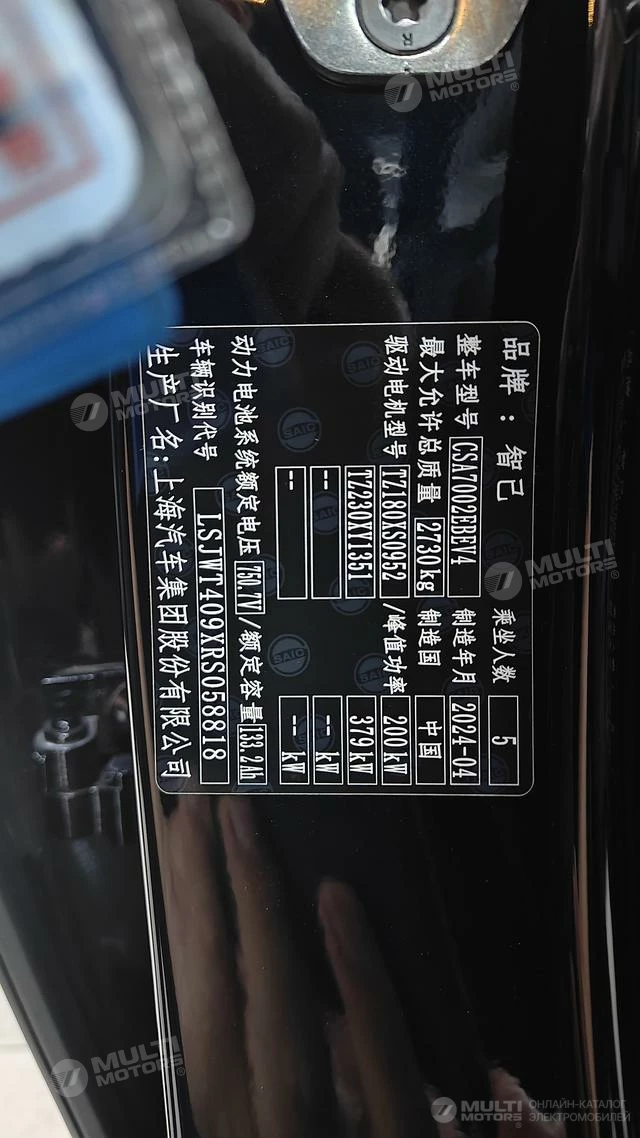 品牌：智己 乘坐人数 5
整车型号 CSA7002EBEV4 制造年月 2024-04
最大允许总质量 2730kg 制造国 中国
驱动电机型号 TZ180XS0952 /峰值功率 200kW
TZ230XY1351 379kW
-- --kW
-- --kW
动力电池系统额定电压 750.7V /额定容量 133.2Ah
车辆识别代号 LSJWT409XRS058818
生产厂名:上海汽车集团股份有限公司
SAIC
SAIC
SAIC
SAIC
MULTI
MOTORS®
MULTI
MOTORS®
MULTI
MOTORS®
MULTI
MOTORS®
MULTI
MOTORS®
ОНЛАЙН-КАТАЛОГ
ЭЛЕКТРОМОБИЛЕЙ